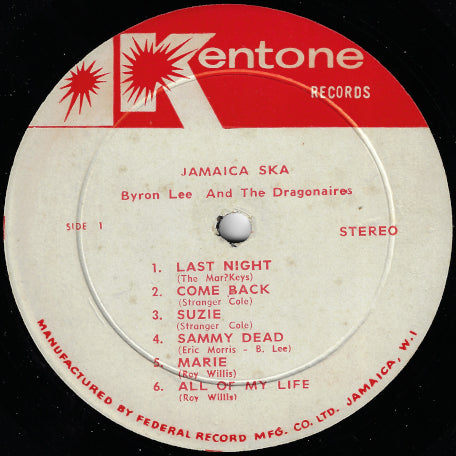 Kentone
RECORDS
JAMAICA SKA
Byron Lee And The Dragonaires
SIDE 1
STEREO
1. LAST NIGHT
(The Mar?Keys)
2. COME BACK
(Stranger Cole)
3. SUZIE
(Stranger Cole)
4. SAMMY DEAD
(Eric Morris - B. Lee)
5. MARIE
(Roy Willis)
6. ALL OF MY LIFE
(Roy Willis)
MANUFACTURED BY FEDERAL RECORD MFG. CO. LTD. JAMAICA, W.I